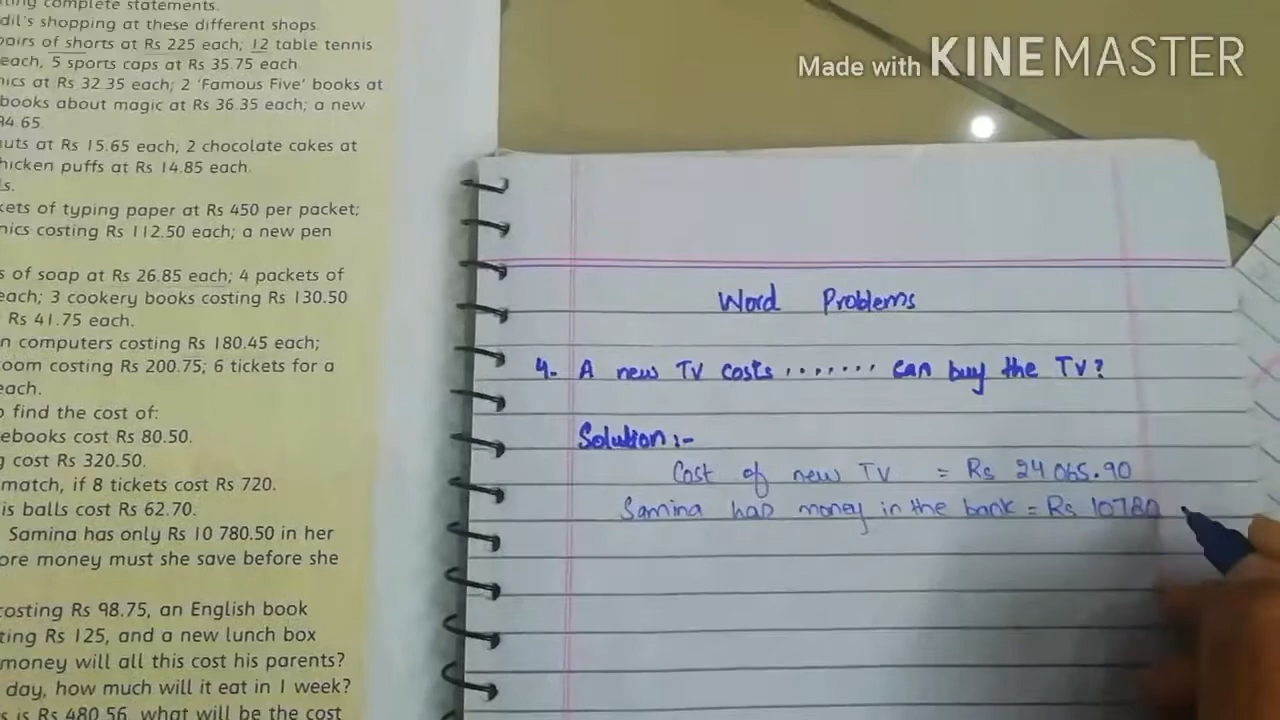 ting complete statements.
dil's shopping at these different shops.
pairs of shorts at Rs 225 each; 12 table tennis
each, 5 sports caps at Rs 35.75 each
nics at Rs 32.35 each; 2 'Famous Five' books at
books about magic at Rs 36.35 each; a new
94.65.
uts at Rs 15.65 each; 2 chocolate cakes at
hicken puffs at Rs 14.85 each.
ls.
kets of typing paper at Rs 450 per packet;
nics costing Rs 112.50 each; a new pen
s of soap at Rs 26.85 each; 4 packets of
each; 3 cookery books costing Rs 130.50
Rs 41.75 each.
n computers costing Rs 180.45 each;
oom costing Rs 200.75; 6 tickets for a
each.
o find the cost of:
ebooks cost Rs 80.50.
g cost Rs 320.50.
match, if 8 tickets cost Rs 720.
is balls cost Rs 62.70.
Samina has only Rs 10 780.50 in her
ore money must she save before she
costing Rs 98.75, an English book
ting Rs 125, and a new lunch box
money will all this cost his parents?
day, how much will it eat in 1 week?
s is Rs 480.56, what will be the cost
Made with KINEMASTER
Word Problems
4. A new TV costs ....... can buy the TV?
Solution:-
Cost of new TV = Rs 24065.90
Samina has money in the bank = Rs 10780